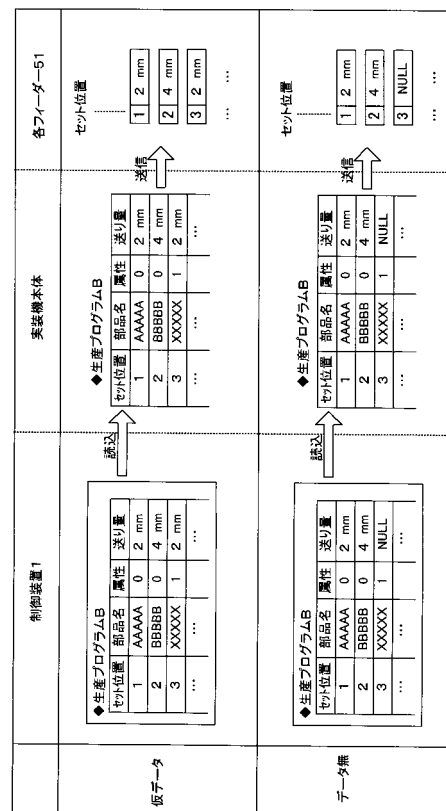 制御装置1 実装機本体 各フィーダー51
仮データ
◆生産プログラムB
セット位置 部品名 属性 送り量
1 AAAAA 0 2 mm
2 BBBBB 0 4 mm
3 XXXXX 1 2 mm
… …
読込
◆生産プログラムB
セット位置 部品名 属性 送り量
1 AAAAA 0 2 mm
2 BBBBB 0 4 mm
3 XXXXX 1 2 mm
… …
送信
セット位置
1 2 mm
2 4 mm
3 2 mm
… …
データ無
◆生産プログラムB
セット位置 部品名 属性 送り量
1 AAAAA 0 2 mm
2 BBBBB 0 4 mm
3 XXXXX 1 NULL
… …
読込
◆生産プログラムB
セット位置 部品名 属性 送り量
1 AAAAA 0 2 mm
2 BBBBB 0 4 mm
3 XXXXX 1 NULL
… …
送信
セット位置
1 2 mm
2 4 mm
3 NULL
… …